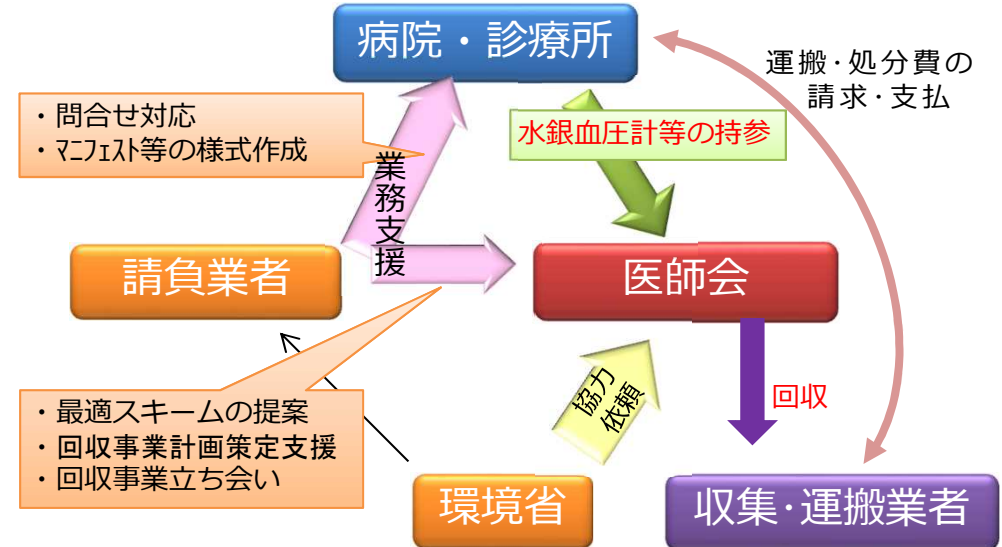 病院・診療所
運搬・処分費の
請求・支払
・問合せ対応
・ﾏﾆﾌｪｽﾄ等の様式作成
水銀血圧計等の持参
業務支援
請負業者
医師会
・最適スキームの提案
・回収事業計画策定支援
・回収事業立ち会い
協力
依頼
回収
環境省
収集・運搬業者